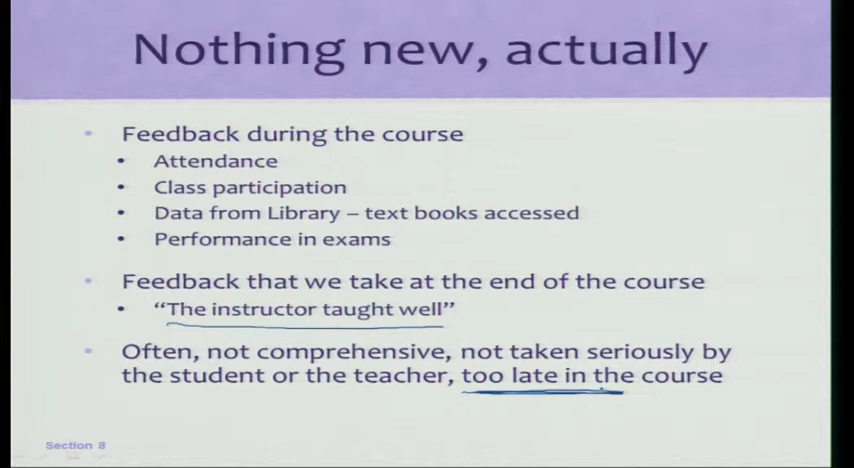 Nothing new, actually
• Feedback during the course
• Attendance
• Class participation
• Data from Library – text books accessed
• Performance in exams
• Feedback that we take at the end of the course
• “The instructor taught well”
• Often, not comprehensive, not taken seriously by
the student or the teacher, too late in the course
Section 8